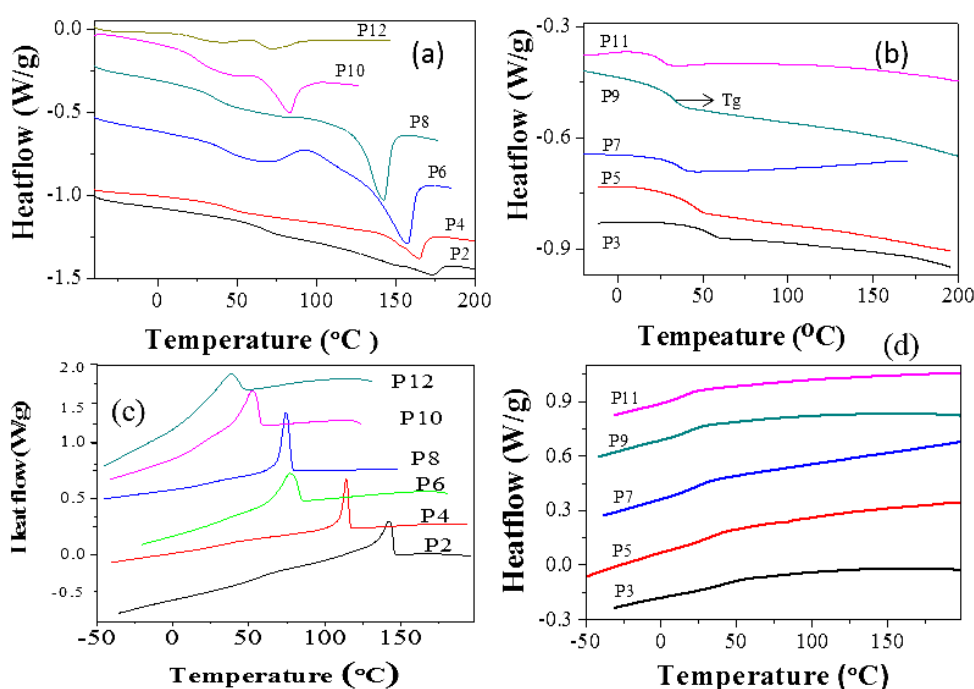 (a)
Heatflow (W/g)
0.0
-0.5
-1.0
-1.5
P12
P10
P8
P6
P4
P2
0
50
100
150
200
Temperature (°C )
(b)
Heatflow (W/g)
-0.3
-0.6
-0.9
P11
P9
Tg
P7
P5
P3
0
50
100
150
200
Tempeature (⁰C)
(c)
Heatflow (W/g)
2.0
1.5
1.0
0.5
0.0
-0.5
P12
P10
P8
P6
P4
P2
-50
0
50
100
150
Temperature (°C)
(d)
Heatflow (W/g)
0.9
0.6
0.3
0.0
-0.3
P11
P9
P7
P5
P3
-50
0
50
100
150
200
Temperature (°C)